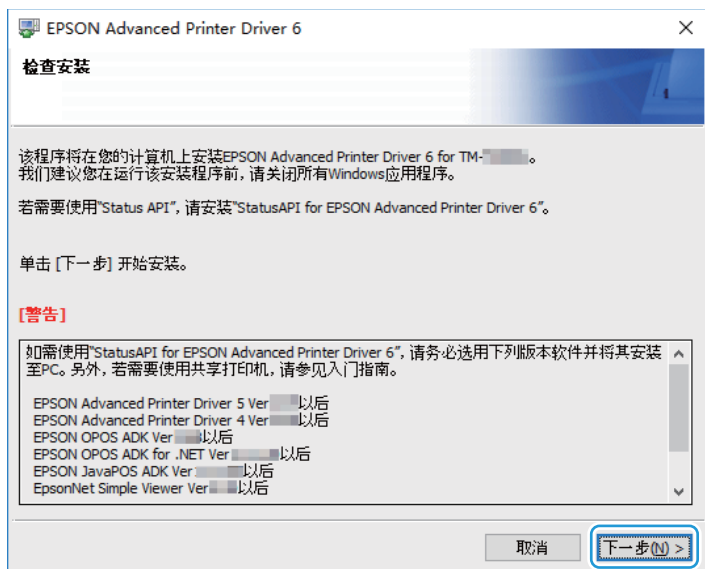 EPSON Advanced Printer Driver 6
检查安装
该程序将在您的计算机上安装EPSON Advanced Printer Driver 6 for TM- 。
我们建议您在运行该安装程序前,请关闭所有Windows应用程序。
若需要使用"Status API",请安装"StatusAPI for EPSON Advanced Printer Driver 6"。
单击 [下一步] 开始安装。
[警告]
如需使用"StatusAPI for EPSON Advanced Printer Driver 6",请务必选用下列版本软件并将其安装
至PC。另外,若需要使用共享打印机,请参见入门指南。
EPSON Advanced Printer Driver 5 Ver 以后
EPSON Advanced Printer Driver 4 Ver 以后
EPSON OPOS ADK Ver 以后
EPSON OPOS ADK for .NET Ver 以后
EPSON JavaPOS ADK Ver 以后
EpsonNet Simple Viewer Ver 以后
取消
下一步(N) >